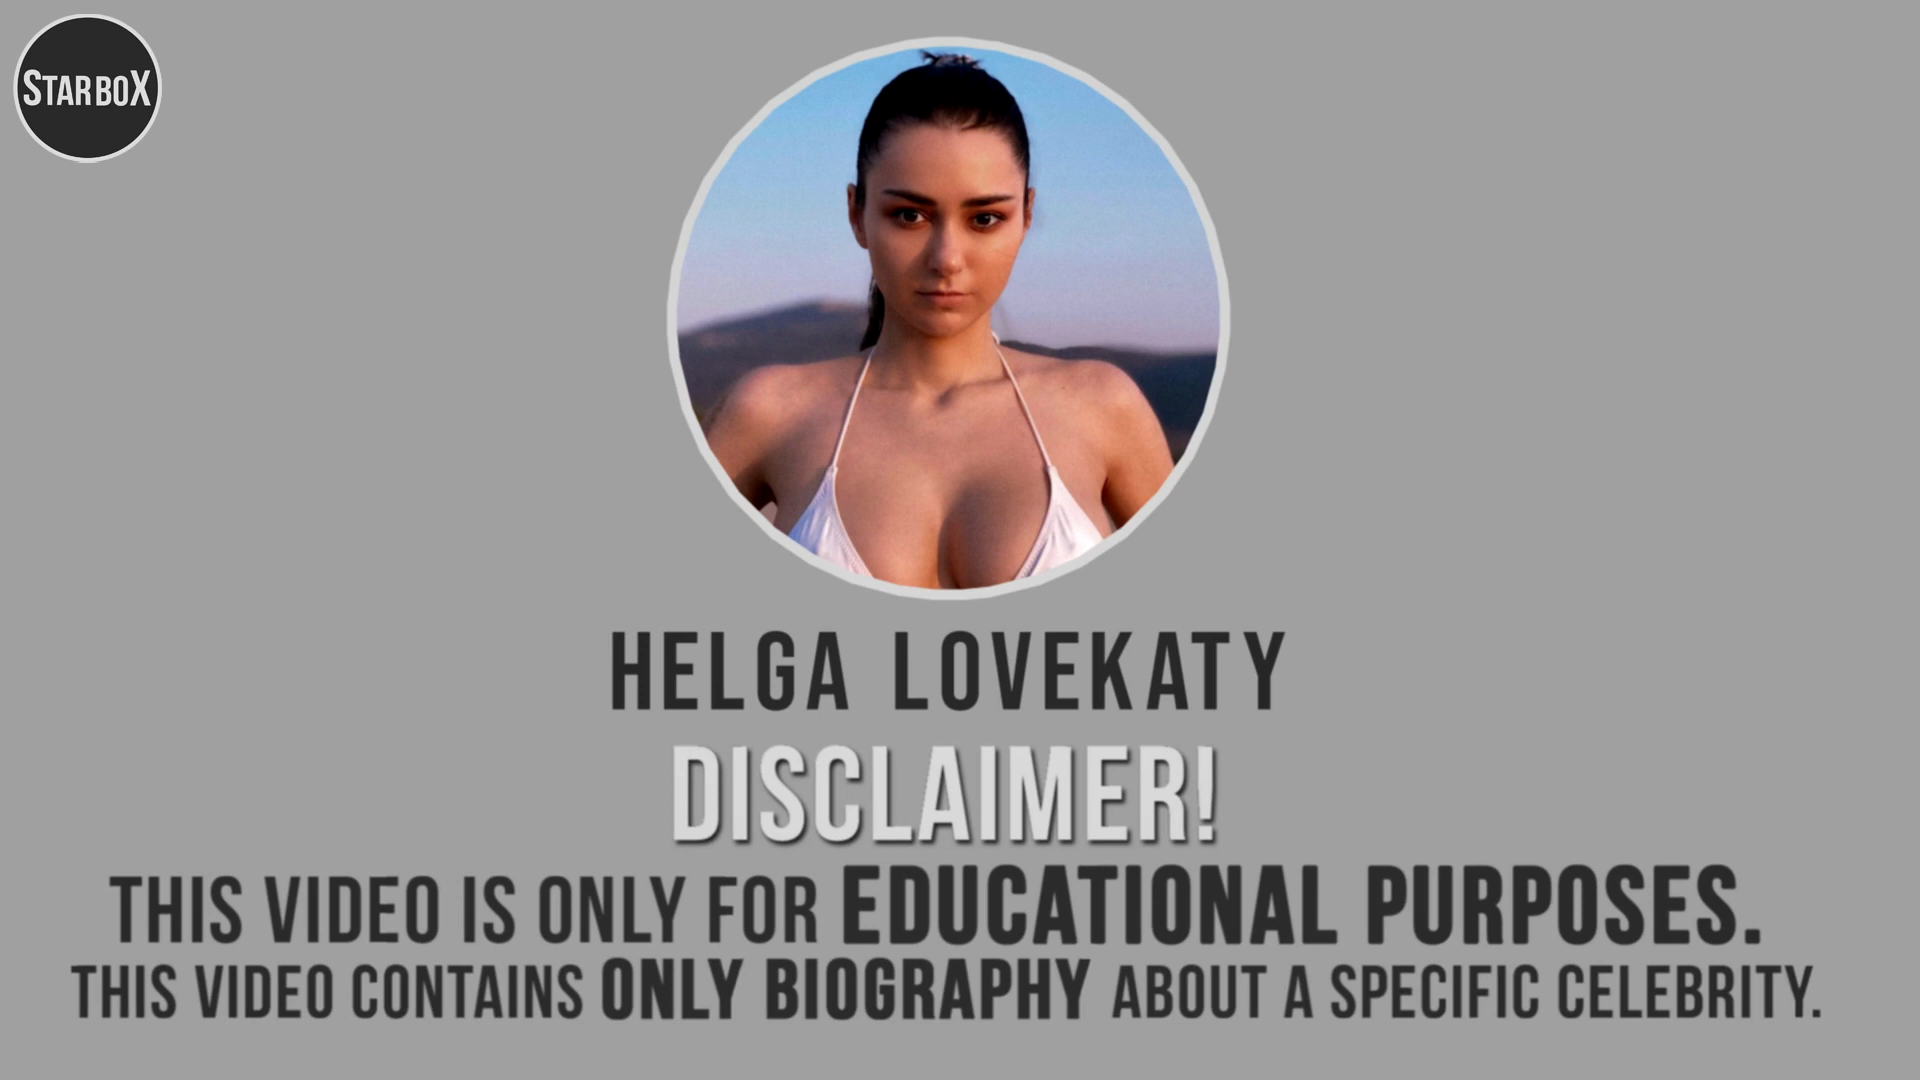 STARBOX
HELGA LOVEKATY
DISCLAIMER!
THIS VIDEO IS ONLY FOR EDUCATIONAL PURPOSES.
THIS VIDEO CONTAINS ONLY BIOGRAPHY ABOUT A SPECIFIC CELEBRITY.